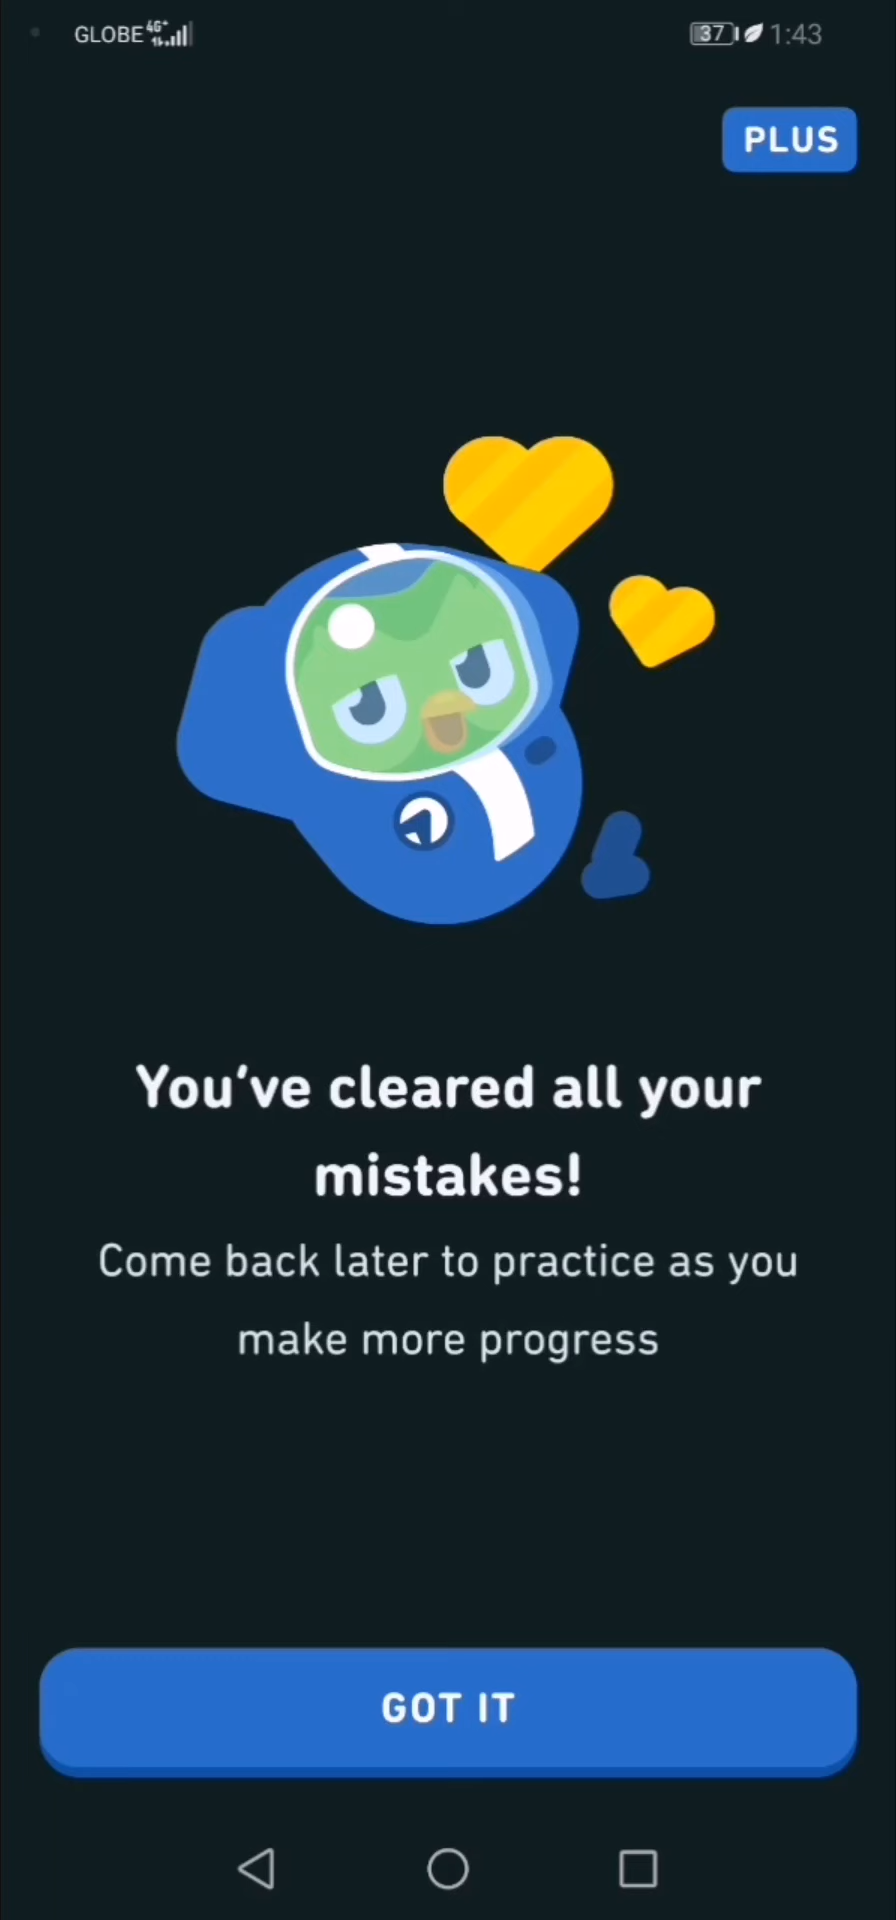 GLOBE 4G+ 37 1:43
PLUS
You've cleared all your
mistakes!
Come back later to practice as you
make more progress
GOT IT